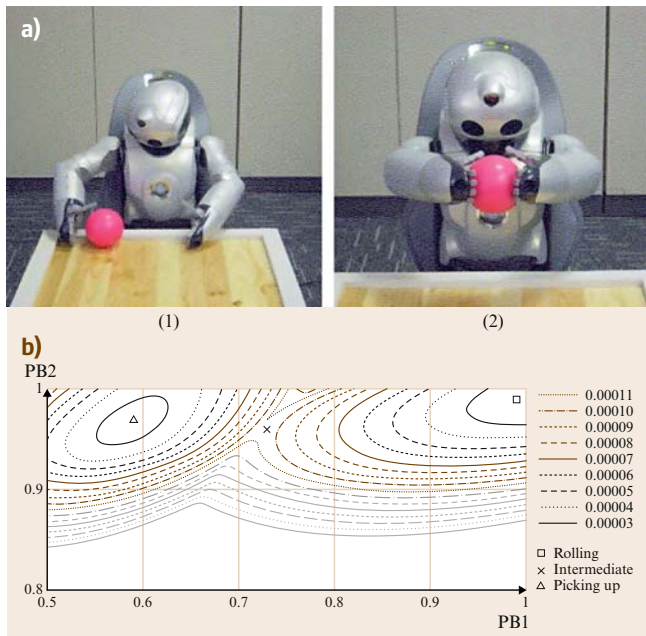 a)
(1) (2)
b)
PB2
1
0.9
0.8
0.5 0.6 0.7 0.8 0.9 1
PB1
0.00011
0.00010
0.00009
0.00008
0.00007
0.00006
0.00005
0.00004
0.00003
Rolling
Intermediate
Picking up